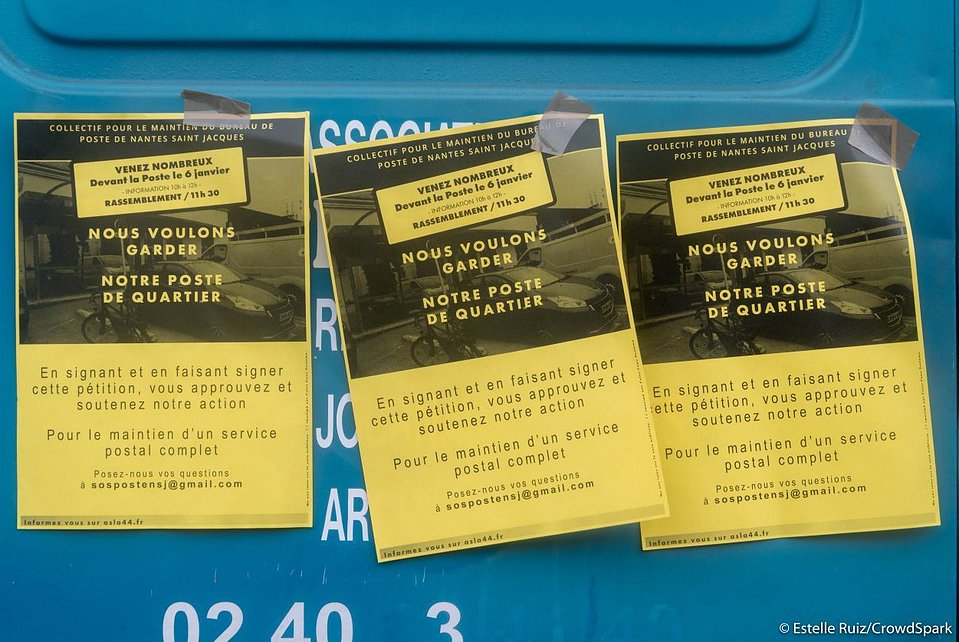 COLLECTIF POUR LE MAINTIEN DU BUREAU DE
POSTE DE NANTES SAINT JACQUES
VENEZ NOMBREUX
Devant la Poste le 6 janvier
- INFORMATION 10h à 12h -
RASSEMBLEMENT / 11h 30
NOUS VOULONS
GARDER
NOTRE POSTE
DE QUARTIER
En signant et en faisant signer
cette pétition, vous approuvez et
soutenez notre action
Pour le maintien d'un service
postal complet
Posez-nous vos questions
à sospostensj@gmail.com
Informez vous sur asla44.fr
COLLECTIF POUR LE MAINTIEN DU BUREAU DE
POSTE DE NANTES SAINT JACQUES
VENEZ NOMBREUX
Devant la Poste le 6 janvier
- INFORMATION 10h à 12h -
RASSEMBLEMENT / 11h 30
NOUS VOULONS
GARDER
NOTRE POSTE
DE QUARTIER
En signant et en faisant signer
cette pétition, vous approuvez et
soutenez notre action
Pour le maintien d'un service
postal complet
Posez-nous vos questions
à sospostensj@gmail.com
Informez vous sur asla44.fr
COLLECTIF POUR LE MAINTIEN DU BUREAU DE
POSTE DE NANTES SAINT JACQUES
VENEZ NOMBREUX
Devant la Poste le 6 janvier
- INFORMATION 10h à 12h -
RASSEMBLEMENT / 11h 30
NOUS VOULONS
GARDER
NOTRE POSTE
DE QUARTIER
En signant et en faisant signer
cette pétition, vous approuvez et
soutenez notre action
Pour le maintien d'un service
postal complet
Posez-nous vos questions
à sospostensj@gmail.com
Informez vous sur asla44.fr
SSOCIAT
R
JO
AR
02 40 3
© Estelle Ruiz/CrowdSpark